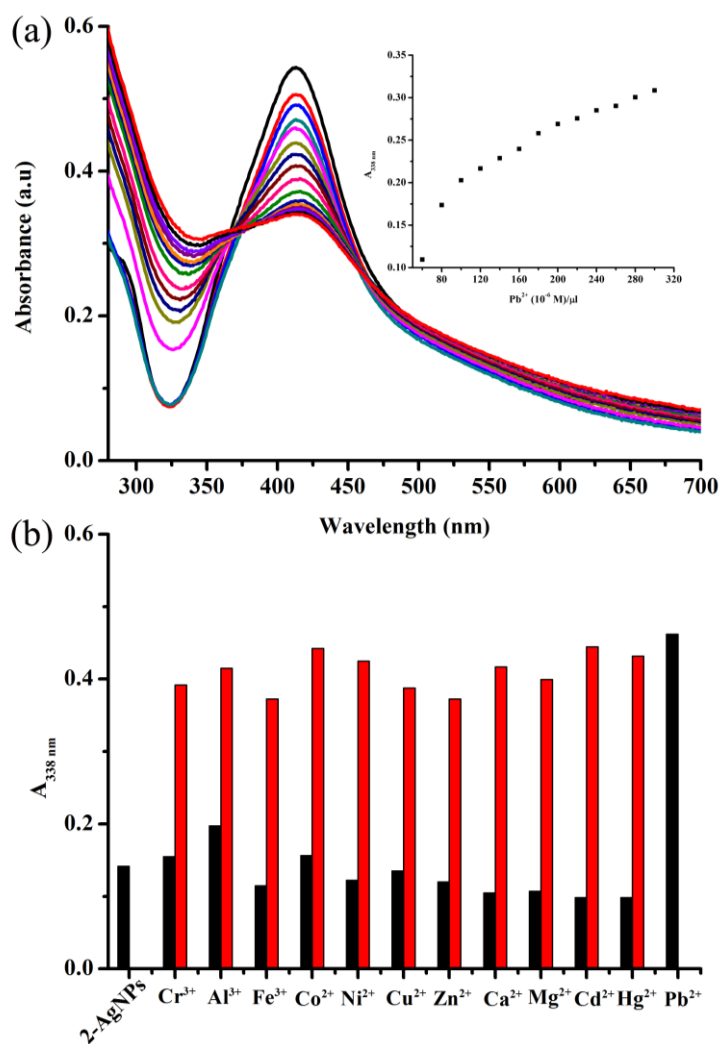 (a)
0.6
0.4
0.2
0.0
Absorbance (a.u)
300 350 400 450 500 550 600 650 700
Wavelength (nm)
0.35
0.30
0.25
0.20
0.15
0.10
A338 nm
80 120 160 200 240 280 320
Pb²⁺ (10⁻⁶ M)/µl
(b)
0.6
0.4
0.2
0.0
A338 nm
2-AgNPs Cr³⁺ Al³⁺ Fe³⁺ Co²⁺ Ni²⁺ Cu²⁺ Zn²⁺ Ca²⁺ Mg²⁺ Cd²⁺ Hg²⁺ Pb²⁺